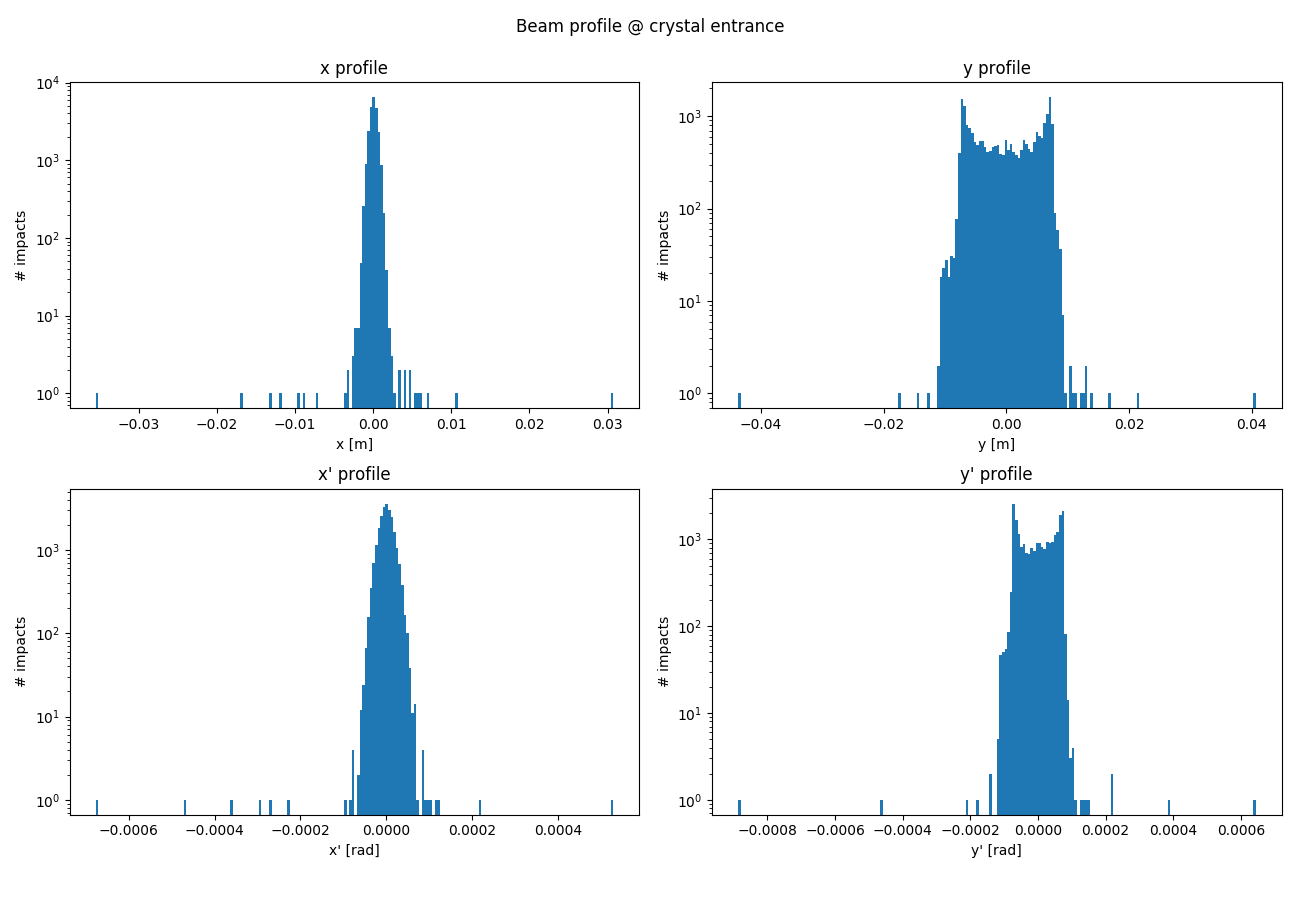 Beam profile @ crystal entrance
x profile
10⁴
10³
10²
10¹
10⁰
# impacts
−0.03 −0.02 −0.01 0.00 0.01 0.02 0.03
x [m]
y profile
10³
10²
10¹
10⁰
# impacts
−0.04 −0.02 0.00 0.02 0.04
y [m]
x' profile
10³
10²
10¹
10⁰
# impacts
−0.0006 −0.0004 −0.0002 0.0000 0.0002 0.0004
x' [rad]
y' profile
10³
10²
10¹
10⁰
# impacts
−0.0008 −0.0006 −0.0004 −0.0002 0.0000 0.0002 0.0004 0.0006
y' [rad]